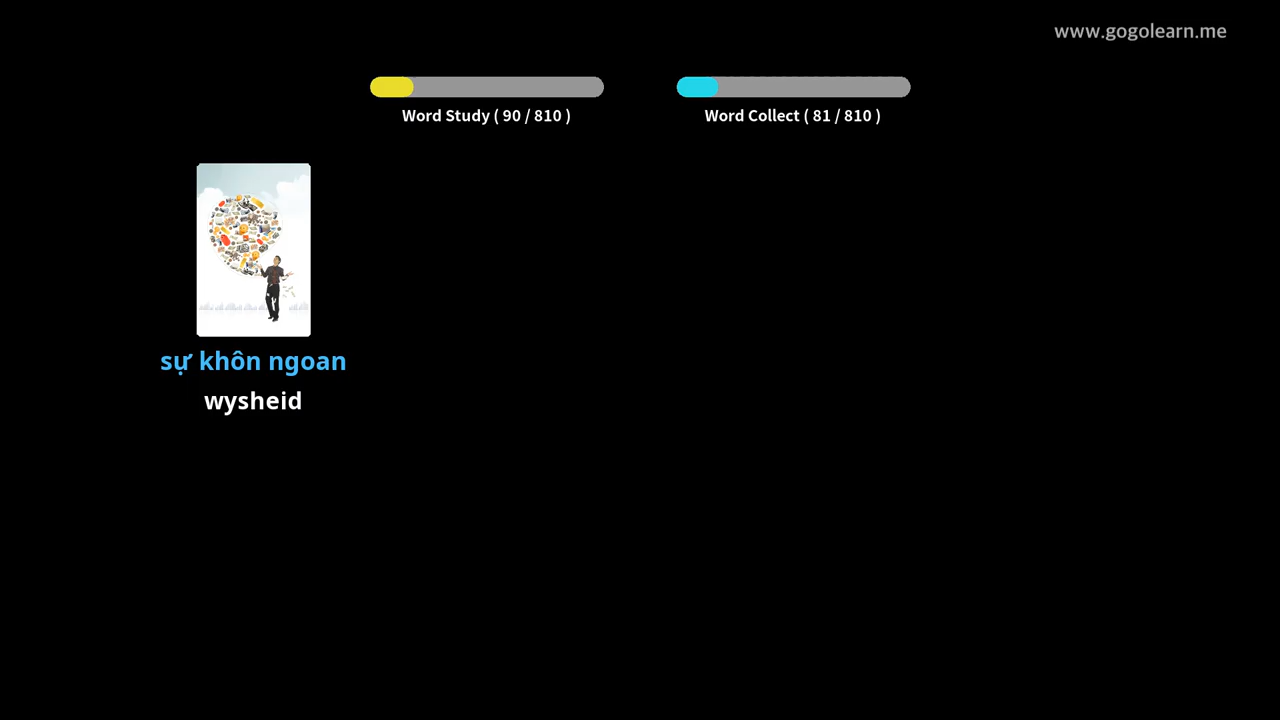 www.gogolearn.me
Word Study ( 90 / 810 )
Word Collect ( 81 / 810 )
sự khôn ngoan
wysheid